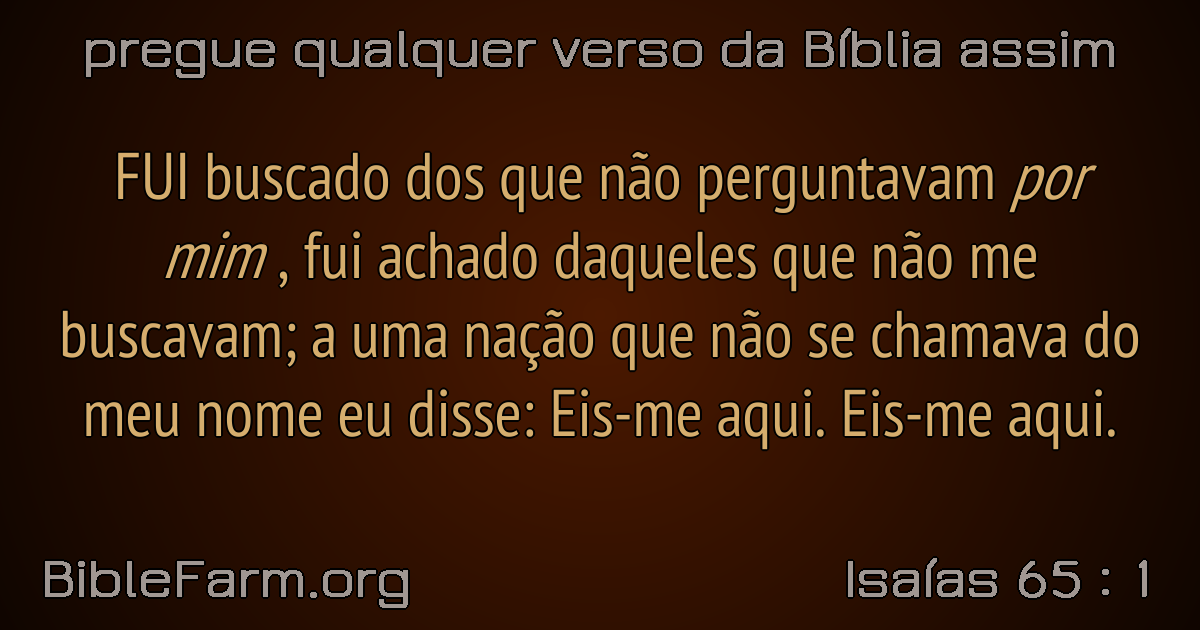 pregue qualquer verso da Bíblia assim
FUI buscado dos que não perguntavam por
mim , fui achado daqueles que não me
buscavam; a uma nação que não se chamava do
meu nome eu disse: Eis-me aqui. Eis-me aqui.
BibleFarm.org
Isaías 65 : 1